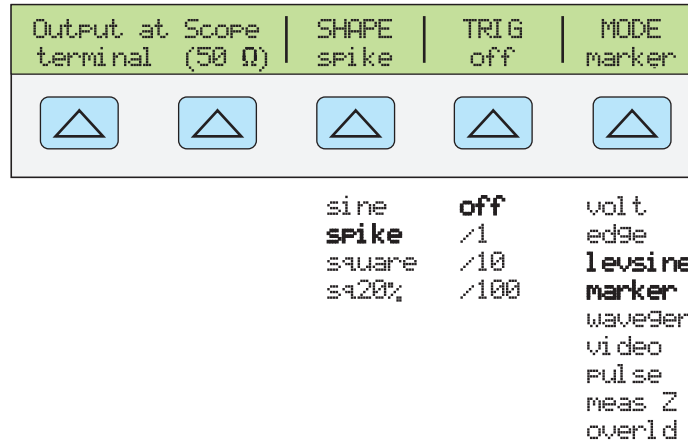 Output at Scope SHAPE TRIG MODE
terminal (50 Ω) spike off marker
sine off volt
spike /1 edge
square /10 levsine
sq20% /100 marker
wavegen
video
pulse
meas Z
overld